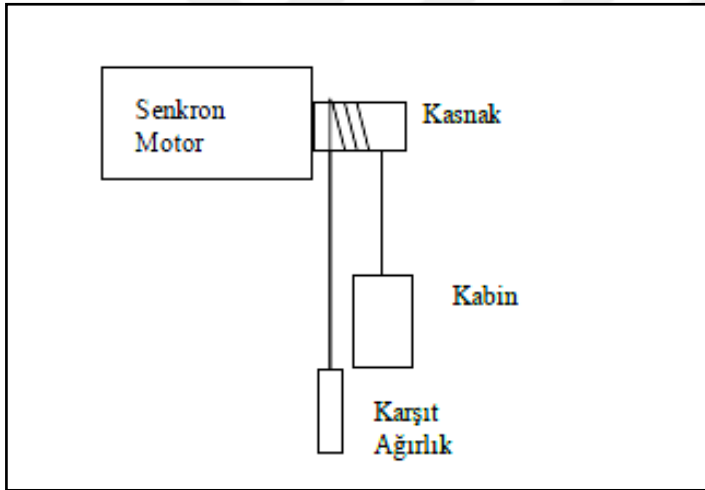 Senkron
Motor
Kasnak
Kabin
Karşıt
Ağırlık